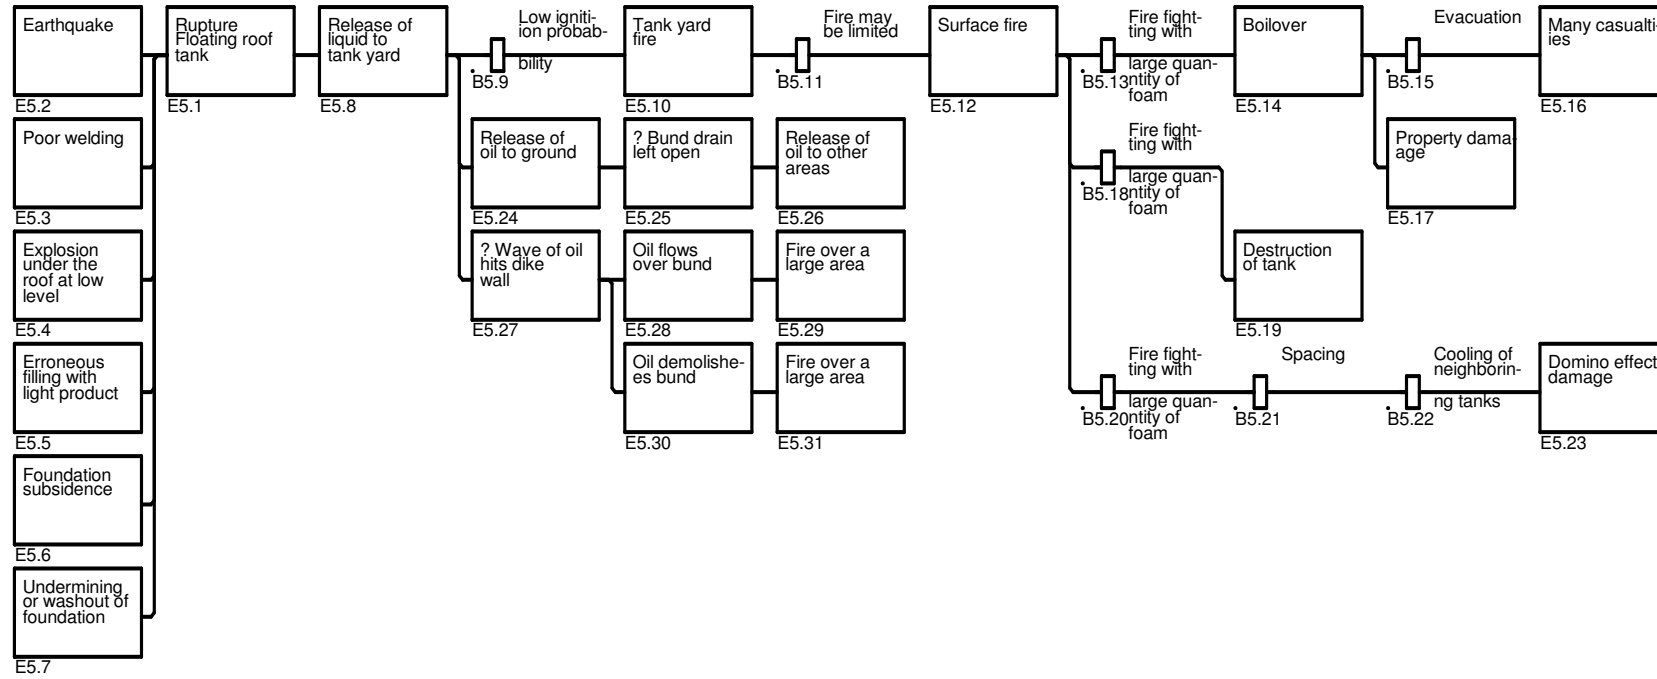 Earthquake
E5.2
Rupture
Floating roof
tank
E5.1
Release of
liquid to
tank yard
E5.8
Low igniti-
ion probab-
bility
B5.9
Tank yard
fire
E5.10
Fire may
be limited
B5.11
Surface fire
E5.12
Fire fight-
ting with
large quan-
ntity of
foam
B5.13
Boilover
E5.14
Evacuation
B5.15
Many casualti-
ies
E5.16
Poor welding
E5.3
Release of
oil to ground
E5.24
? Bund drain
left open
E5.25
Release of
oil to other
areas
E5.26
Fire fight-
ting with
large quan-
ntity of
foam
B5.18
Property dama-
age
E5.17
Explosion
under the
roof at low
level
E5.4
? Wave of oil
hits dike
wall
E5.27
Oil flows
over bund
E5.28
Fire over a
large area
E5.29
Destruction
of tank
E5.19
Erroneous
filling with
light product
E5.5
Oil demolishe-
es bund
E5.30
Fire over a
large area
E5.31
Fire fight-
ting with
large quan-
ntity of
foam
B5.20
Spacing
B5.21
Cooling of
neighborin-
ng tanks
B5.22
Domino effect
damage
E5.23
Foundation
subsidence
E5.6
Undermining
or washout of
foundation
E5.7